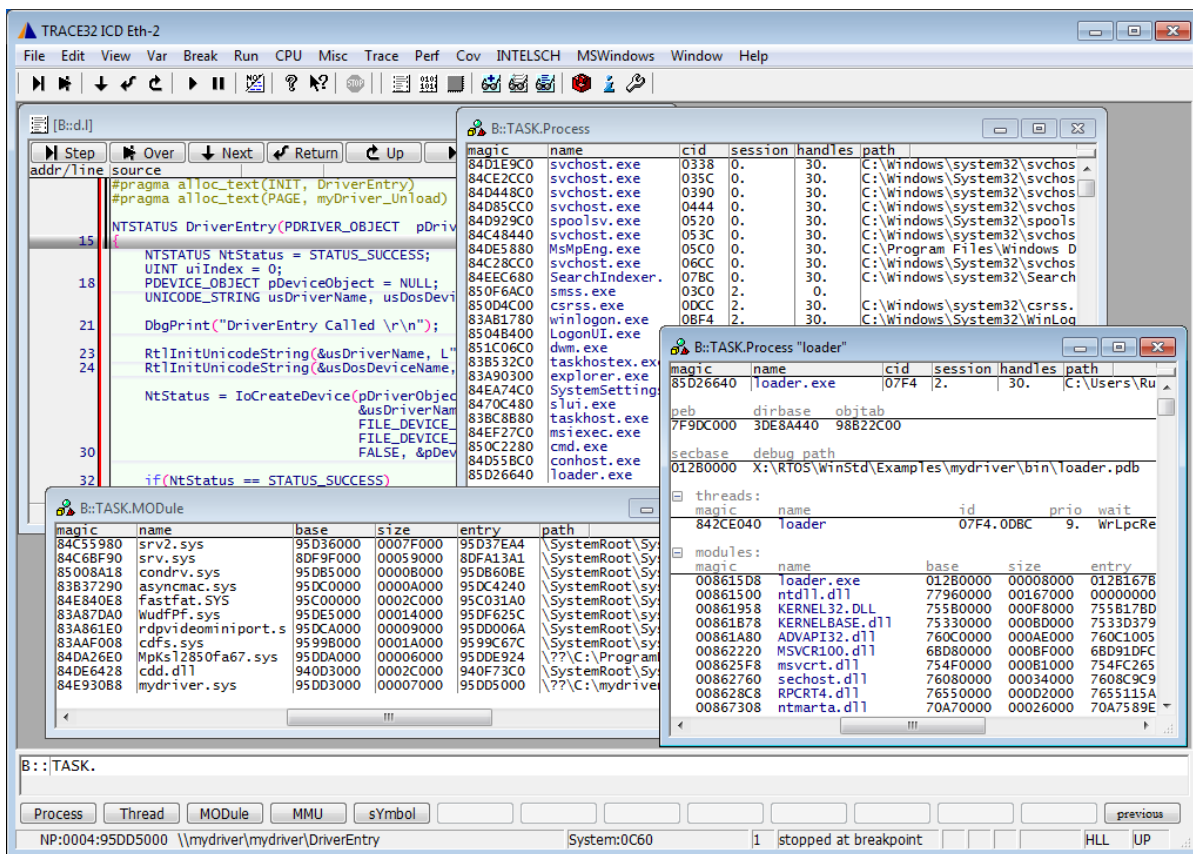 TRACE32 ICD Eth-2
File Edit View Var Break Run CPU Misc Trace Perf Cov INTELSCH MSWindows Window Help
STOP
[B::d.l]
Step Over Next Return Up
addr/line source
#pragma alloc_text(INIT, DriverEntry)
#pragma alloc_text(PAGE, myDriver_Unload)
NTSTATUS DriverEntry(PDRIVER_OBJECT pDriv
15 {
NTSTATUS NtStatus = STATUS_SUCCESS;
UINT uiIndex = 0;
18 PDEVICE_OBJECT pDeviceObject = NULL;
UNICODE_STRING usDriverName, usDosDevi
21 DbgPrint("DriverEntry Called \r\n");
23 RtlInitUnicodeString(&usDriverName, L"
24 RtlInitUnicodeString(&usDosDeviceName,
NtStatus = IoCreateDevice(pDriverObjec
&usDriverNam
FILE_DEVICE_
FILE_DEVICE_
30 FALSE, &pDev
32 if(NtStatus == STATUS_SUCCESS)
B::TASK.Process
magic name cid session handles path
84D1E9C0 svchost.exe 0338 0. 30. C:\Windows\system32\svchos
84CE2CC0 svchost.exe 035C 0. 30. C:\Windows\System32\svchos
84D448C0 svchost.exe 0390 0. 30. C:\Windows\system32\svchos
84D85CC0 svchost.exe 0444 0. 30. C:\Windows\system32\svchos
84D929C0 spoolsv.exe 0520 0. 30. C:\Windows\System32\spools
84C48440 svchost.exe 053C 0. 30. C:\Windows\system32\svchos
84DE5880 MsMpEng.exe 05C0 0. 30. C:\Program Files\Windows D
84C28CC0 svchost.exe 06CC 0. 30. C:\Windows\System32\svchos
84EEC680 SearchIndexer. 07BC 0. 30. C:\Windows\system32\Search
850F6AC0 smss.exe 03C0 2. 0.
850D4C00 csrss.exe 0DCC 2. 30. C:\Windows\system32\csrss.
83AB1780 winlogon.exe 0BF4 2. 30. C:\Windows\System32\WinLog
8504B400 LogonUI.exe
851C06C0 dwm.exe
83B532C0 taskhostex.exe
83A90300 explorer.exe
84EA74C0 SystemSettings
8470C480 slui.exe
83BC8B80 taskhost.exe
84EF27C0 msiexec.exe
850C2280 cmd.exe
84D55BC0 conhost.exe
85D26640 loader.exe
B::TASK.Process "loader"
magic name cid session handles path
85D26640 loader.exe 07F4 2. 30. C:\Users\Ru
peb dirbase objtab
7F9DC000 3DE8A440 98B22C00
secbase debug path
012B0000 X:\RTOS\WinStd\Examples\mydriver\bin\loader.pdb
threads:
magic name id prio wait
842CE040 loader 07F4.0DBC 9. WrLpcRe
modules:
magic name base size entry
008615D8 loader.exe 012B0000 00008000 012B167B
00861500 ntdll.dll 77960000 00167000 00000000
00861958 KERNEL32.DLL 755B0000 000F8000 755B17BD
00861B78 KERNELBASE.dll 75330000 000BD000 7533D379
00861A80 ADVAPI32.dll 760C0000 000AE000 760C1005
00862220 MSVCR100.dll 6BD80000 000BF000 6BD91DFC
008625F8 msvcrt.dll 754F0000 000B1000 754FC265
00862760 sechost.dll 76080000 00034000 7608C9C9
008628C8 RPCRT4.dll 76550000 000D2000 7655115A
00867308 ntmarta.dll 70A70000 00026000 70A7589E
B::TASK.MODule
magic name base size entry path
84C55980 srv2.sys 95D36000 0007F000 95D37EA4 \SystemRoot\Sys
84C6BF90 srv.sys 8DF9F000 00059000 8DFA13A1 \SystemRoot\Sys
85008A18 condrv.sys 95DB5000 0000B000 95DB60BE \SystemRoot\Sys
83B37290 asyncmac.sys 95DC0000 0000A000 95DC4240 \SystemRoot\Sys
84E840E8 fastfat.SYS 95C00000 0002C000 95C031A0 \SystemRoot\Sys
83A87DA0 WudfPf.sys 95DE5000 00014000 95DF625C \SystemRoot\sys
83A861E0 rdpvideominiport.s 95DCA000 00009000 95DD006A \SystemRoot\Sys
83AAF008 cdfs.sys 9599B000 0001A000 9599C67C \SystemRoot\Sys
84DA26E0 MpKsl2850fa67.sys 95DDA000 00006000 95DDE924 \??\C:\Program
84DE6428 cdd.dll 940D3000 0002C000 940F73C0 \SystemRoot\Sys
84E930B8 mydriver.sys 95DD3000 00007000 95DD5000 \??\C:\mydriver
B::TASK.
Process Thread MODule MMU sYmbol previous
NP:0004:95DD5000 \\mydriver\mydriver\DriverEntry System:0C60 1 stopped at breakpoint HLL UP